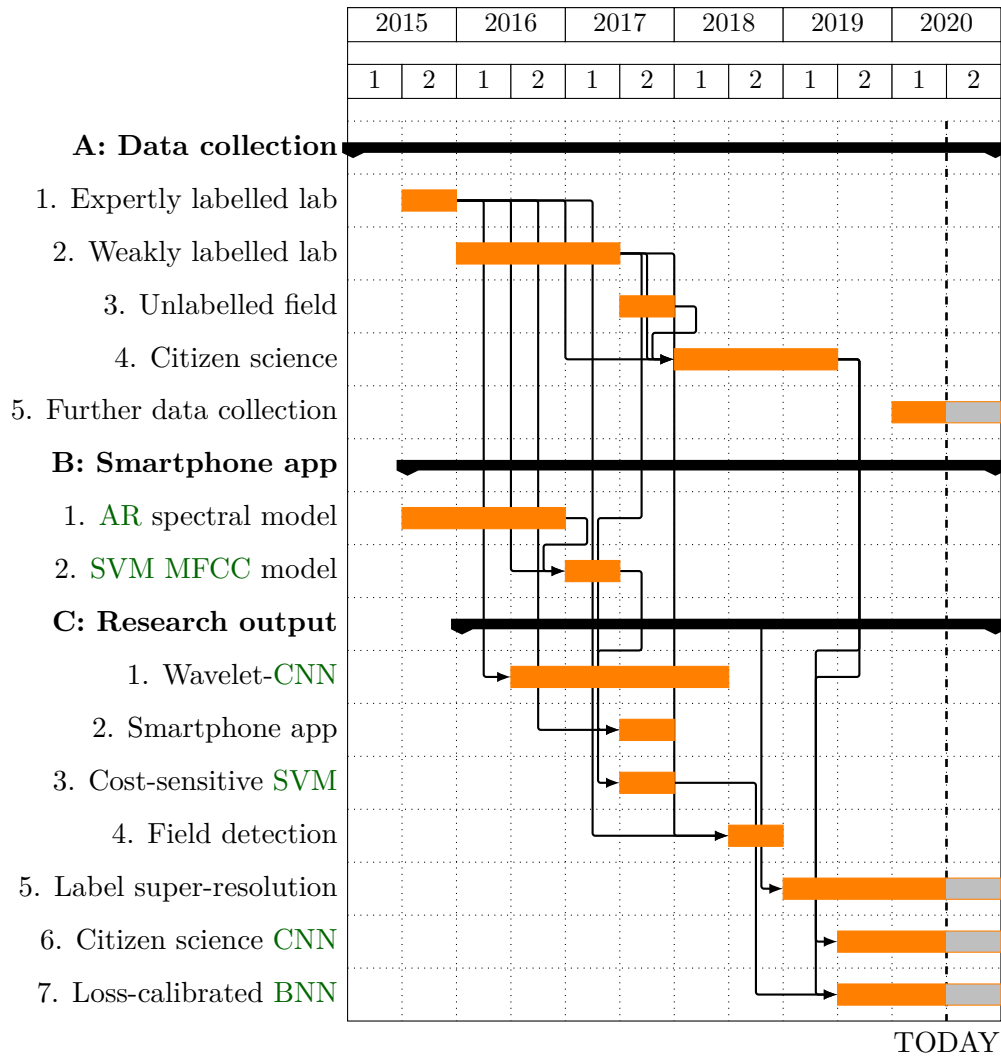 2015 2016 2017 2018 2019 2020
1 2 1 2 1 2 1 2 1 2 1 2
A: Data collection
1. Expertly labelled lab
2. Weakly labelled lab
3. Unlabelled field
4. Citizen science
5. Further data collection
B: Smartphone app
1. AR spectral model
2. SVM MFCC model
C: Research output
1. Wavelet-CNN
2. Smartphone app
3. Cost-sensitive SVM
4. Field detection
5. Label super-resolution
6. Citizen science CNN
7. Loss-calibrated BNN
TODAY